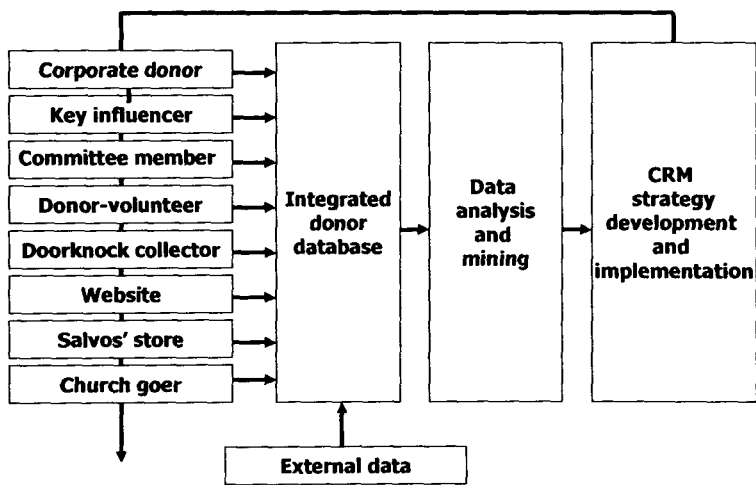 Corporate donor
Key influencer
Committee member
Donor-volunteer
Doorknock collector
Website
Salvos' store
Church goer
Integrated
donor
database
Data
analysis
and
mining
CRM
strategy
development
and
implementation
External data